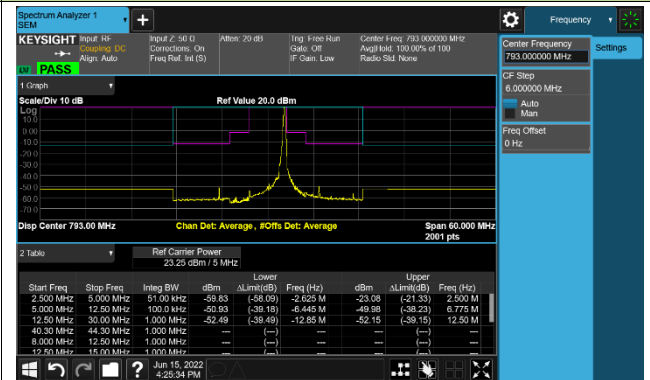 Spectrum Analyzer 1
SEM
+
Frequency
KEYSIGHT
Input: RF
Coupling: DC
Align: Auto
Input Z: 50 Ω
Corrections: On
Freq Ref: Int (S)
Atten: 20 dB
Trig: Free Run
Gate: Off
IF Gain: Low
Center Freq: 793.000000 MHz
Avg|Hold: 100.00% of 100
Radio Std: None
PASS
Center Frequency
793.000000 MHz
Settings
CF Step
6.000000 MHz
Auto
Man
Freq Offset
0 Hz
1 Graph
Scale/Div 10 dB
Ref Value 20.0 dBm
Log
10.0
0.00
-10.0
-20.0
-30.0
-40.0
-50.0
-60.0
-70.0
Disp Center 793.00 MHz
Chan Det: Average , #Offs Det: Average
Span 60.000 MHz
2001 pts
2 Table
Ref Carrier Power
23.25 dBm / 5 MHz
Lower Upper
Start Freq Stop Freq Integ BW dBm ΔLimit(dB) Freq (Hz) dBm ΔLimit(dB) Freq (Hz)
2.500 MHz 5.000 MHz 51.00 kHz -59.83 (-58.09) -2.625 M -23.08 (-21.33) 2.500 M
5.000 MHz 12.50 MHz 100.0 kHz -50.93 (-39.18) -6.445 M -49.98 (-38.23) 6.775 M
12.50 MHz 30.00 MHz 1.000 MHz -52.49 (-39.49) -12.85 M -52.15 (-39.15) 12.50 M
40.30 MHz 44.30 MHz 1.000 MHz --- (---) --- --- (---) ---
8.000 MHz 12.50 MHz 1.000 MHz --- (---) --- --- (---) ---
12.50 MHz 15.00 MHz 1.000 MHz --- (---) --- --- (---) ---
?
Jun 15, 2022
4:25:34 PM